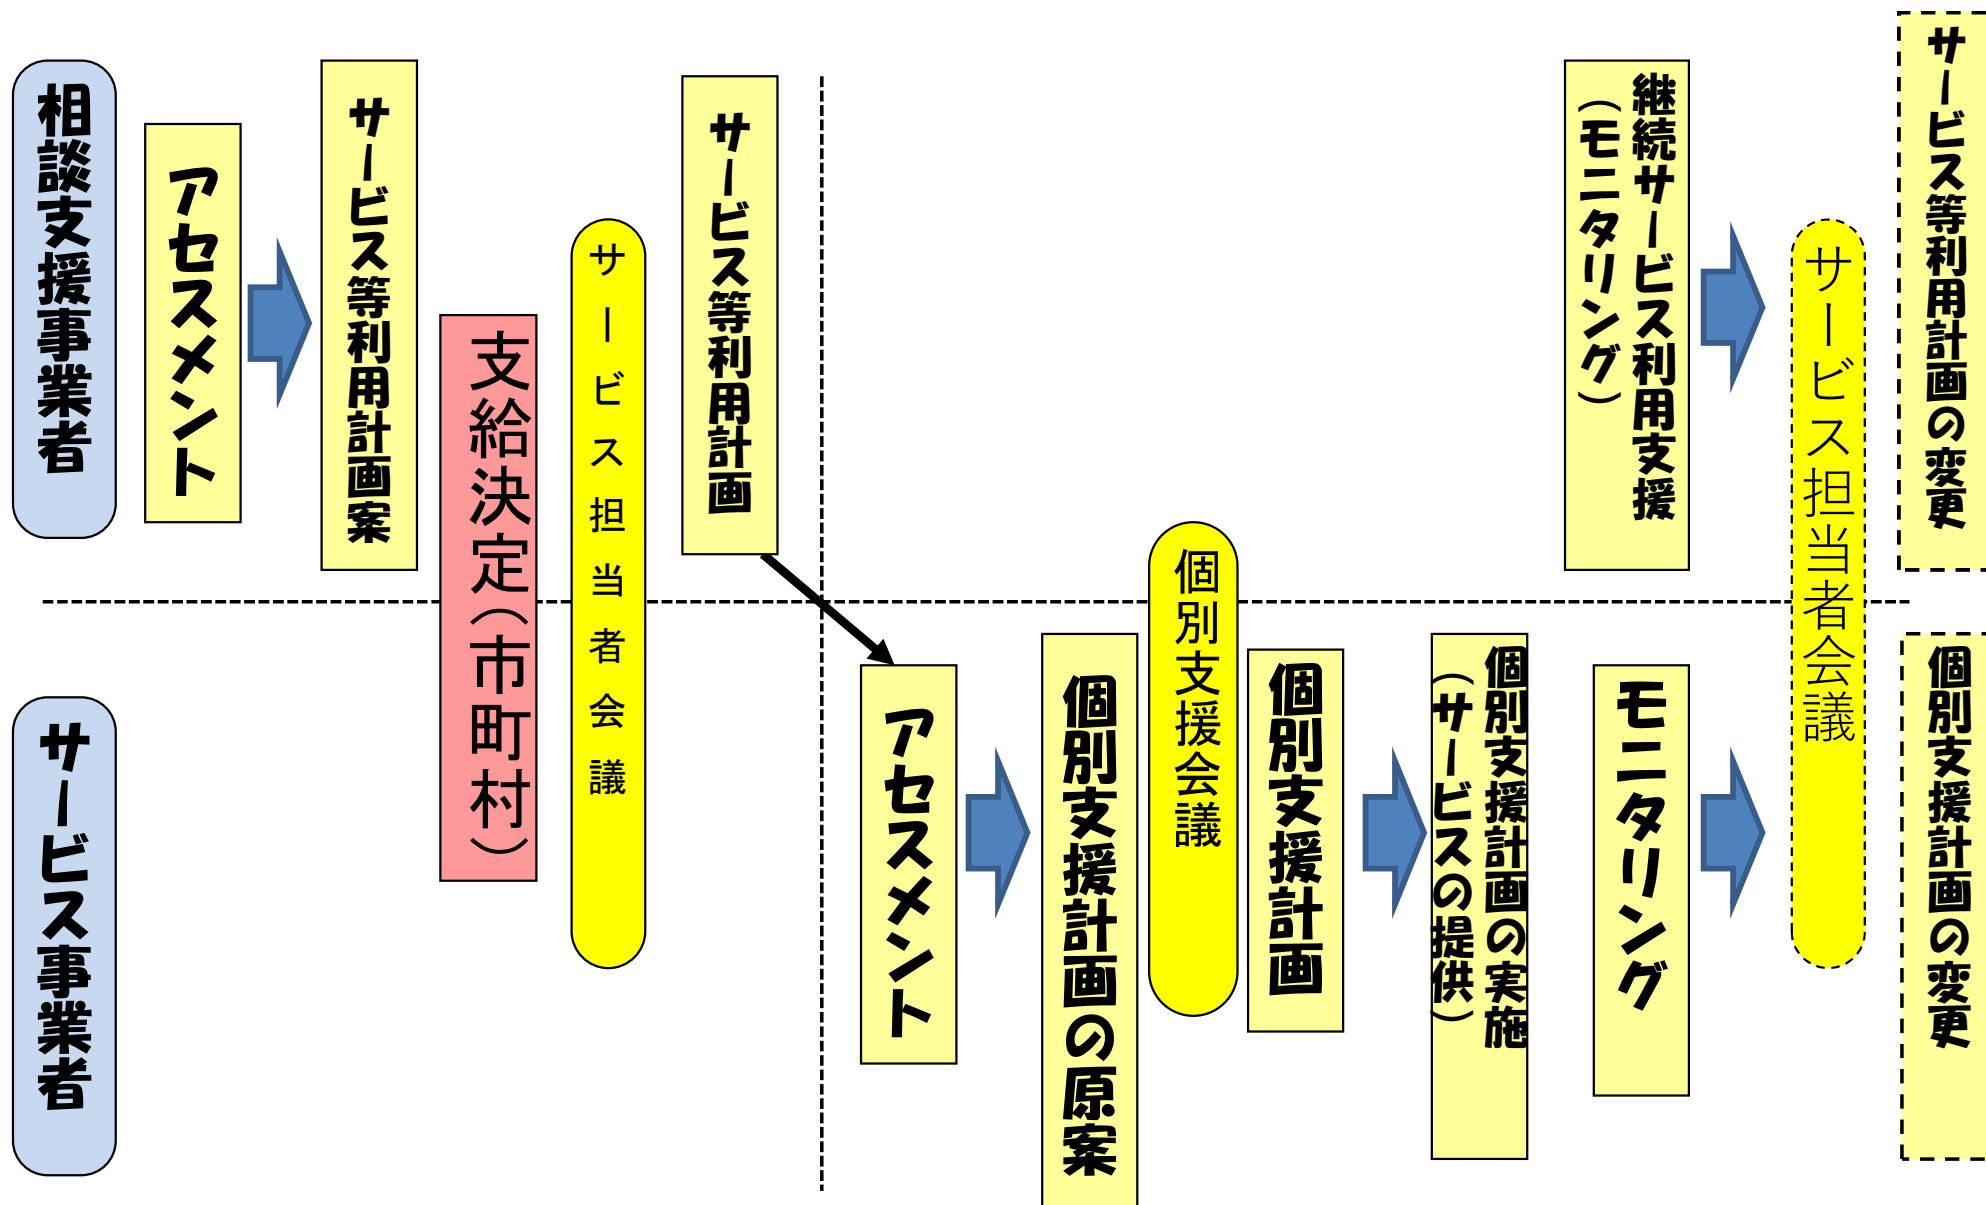 相談支援事業者
アセスメント
サービス等利用計画案
支給決定（市町村）
サービス担当者会議
サービス等利用計画
継続サービス利用支援
（モニタリング）
サービス担当者会議
サービス等利用計画の変更
サービス事業者
アセスメント
個別支援計画の原案
個別支援会議
個別支援計画
個別支援計画の実施
（サービスの提供）
モニタリング
個別支援計画の変更